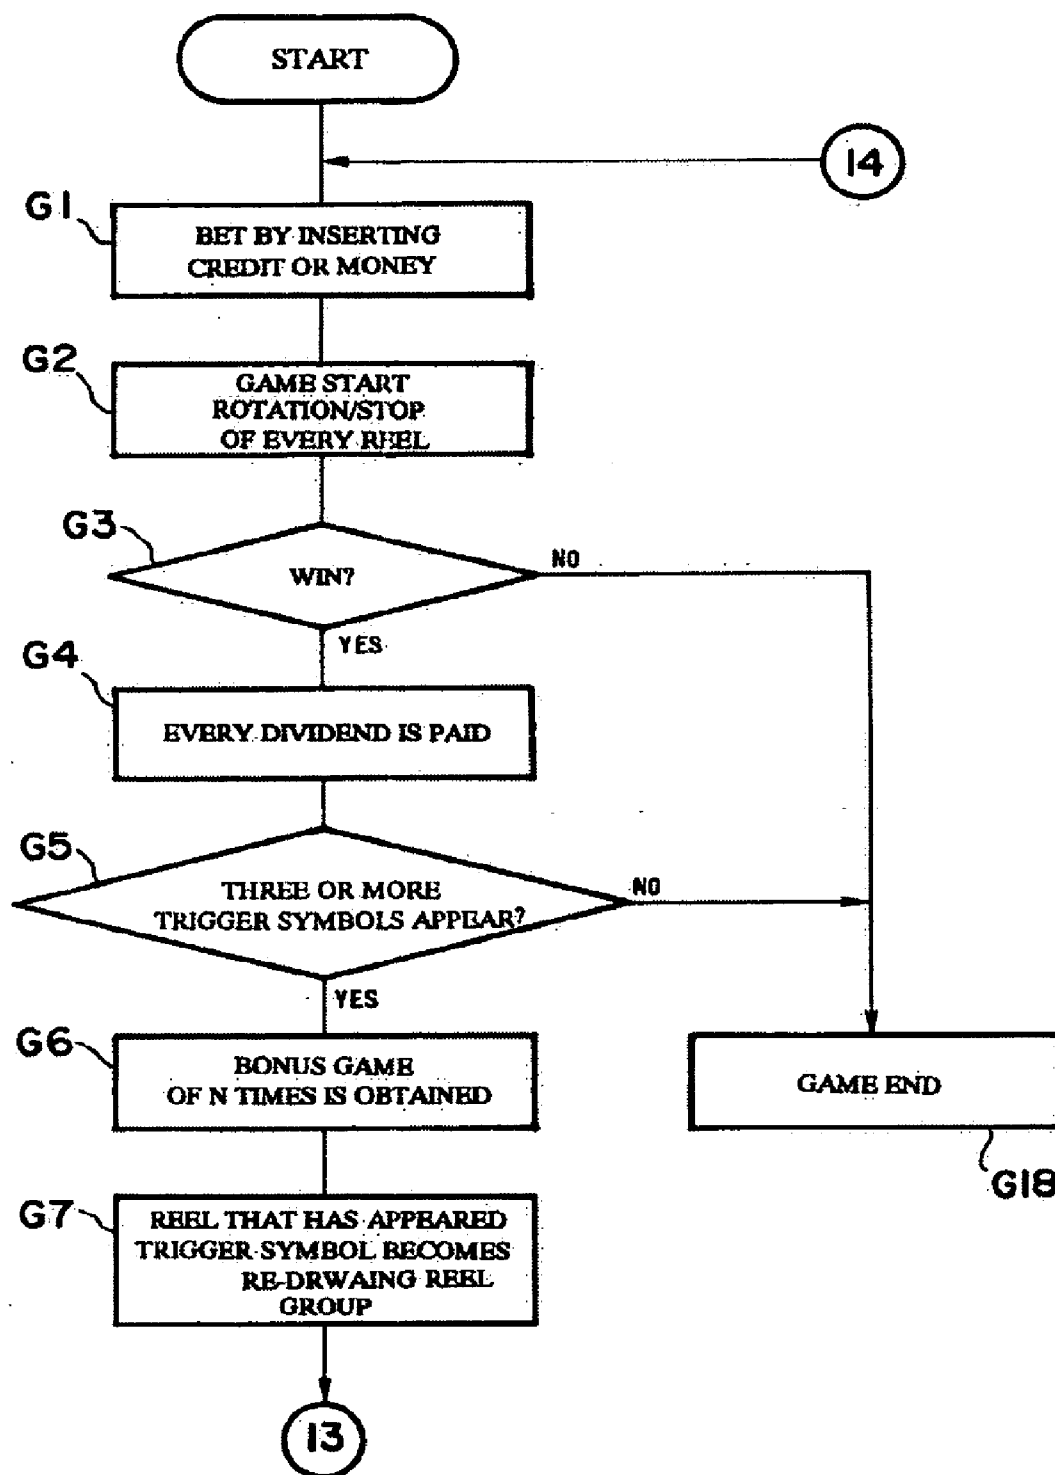 START
14
G1
BET BY INSERTING
CREDIT OR MONEY
G2
GAME START
ROTATION/STOP
OF EVERY REEL
G3
WIN?
NO
YES
G4
EVERY DIVIDEND IS PAID
G5
THREE OR MORE
TRIGGER SYMBOLS APPEAR?
NO
YES
G6
BONUS GAME
OF N TIMES IS OBTAINED
GAME END
G18
G7
REEL THAT HAS APPEARED
TRIGGER SYMBOL BECOMES
RE-DRWAING REEL
GROUP
13